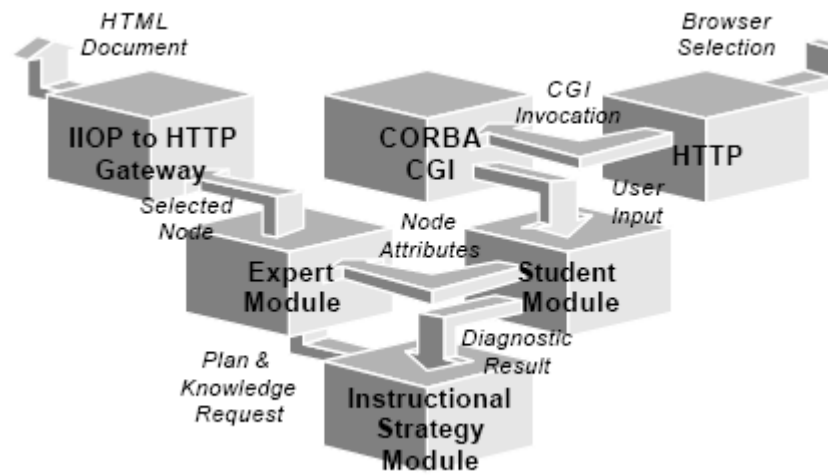 HTML
Document
Browser
Selection
IIOP to HTTP
Gateway
CORBA
CGI
CGI
Invocation
HTTP
Selected
Node
Node
Attributes
User
Input
Expert
Module
Student
Module
Plan &
Knowledge
Request
Diagnostic
Result
Instructional
Strategy
Module